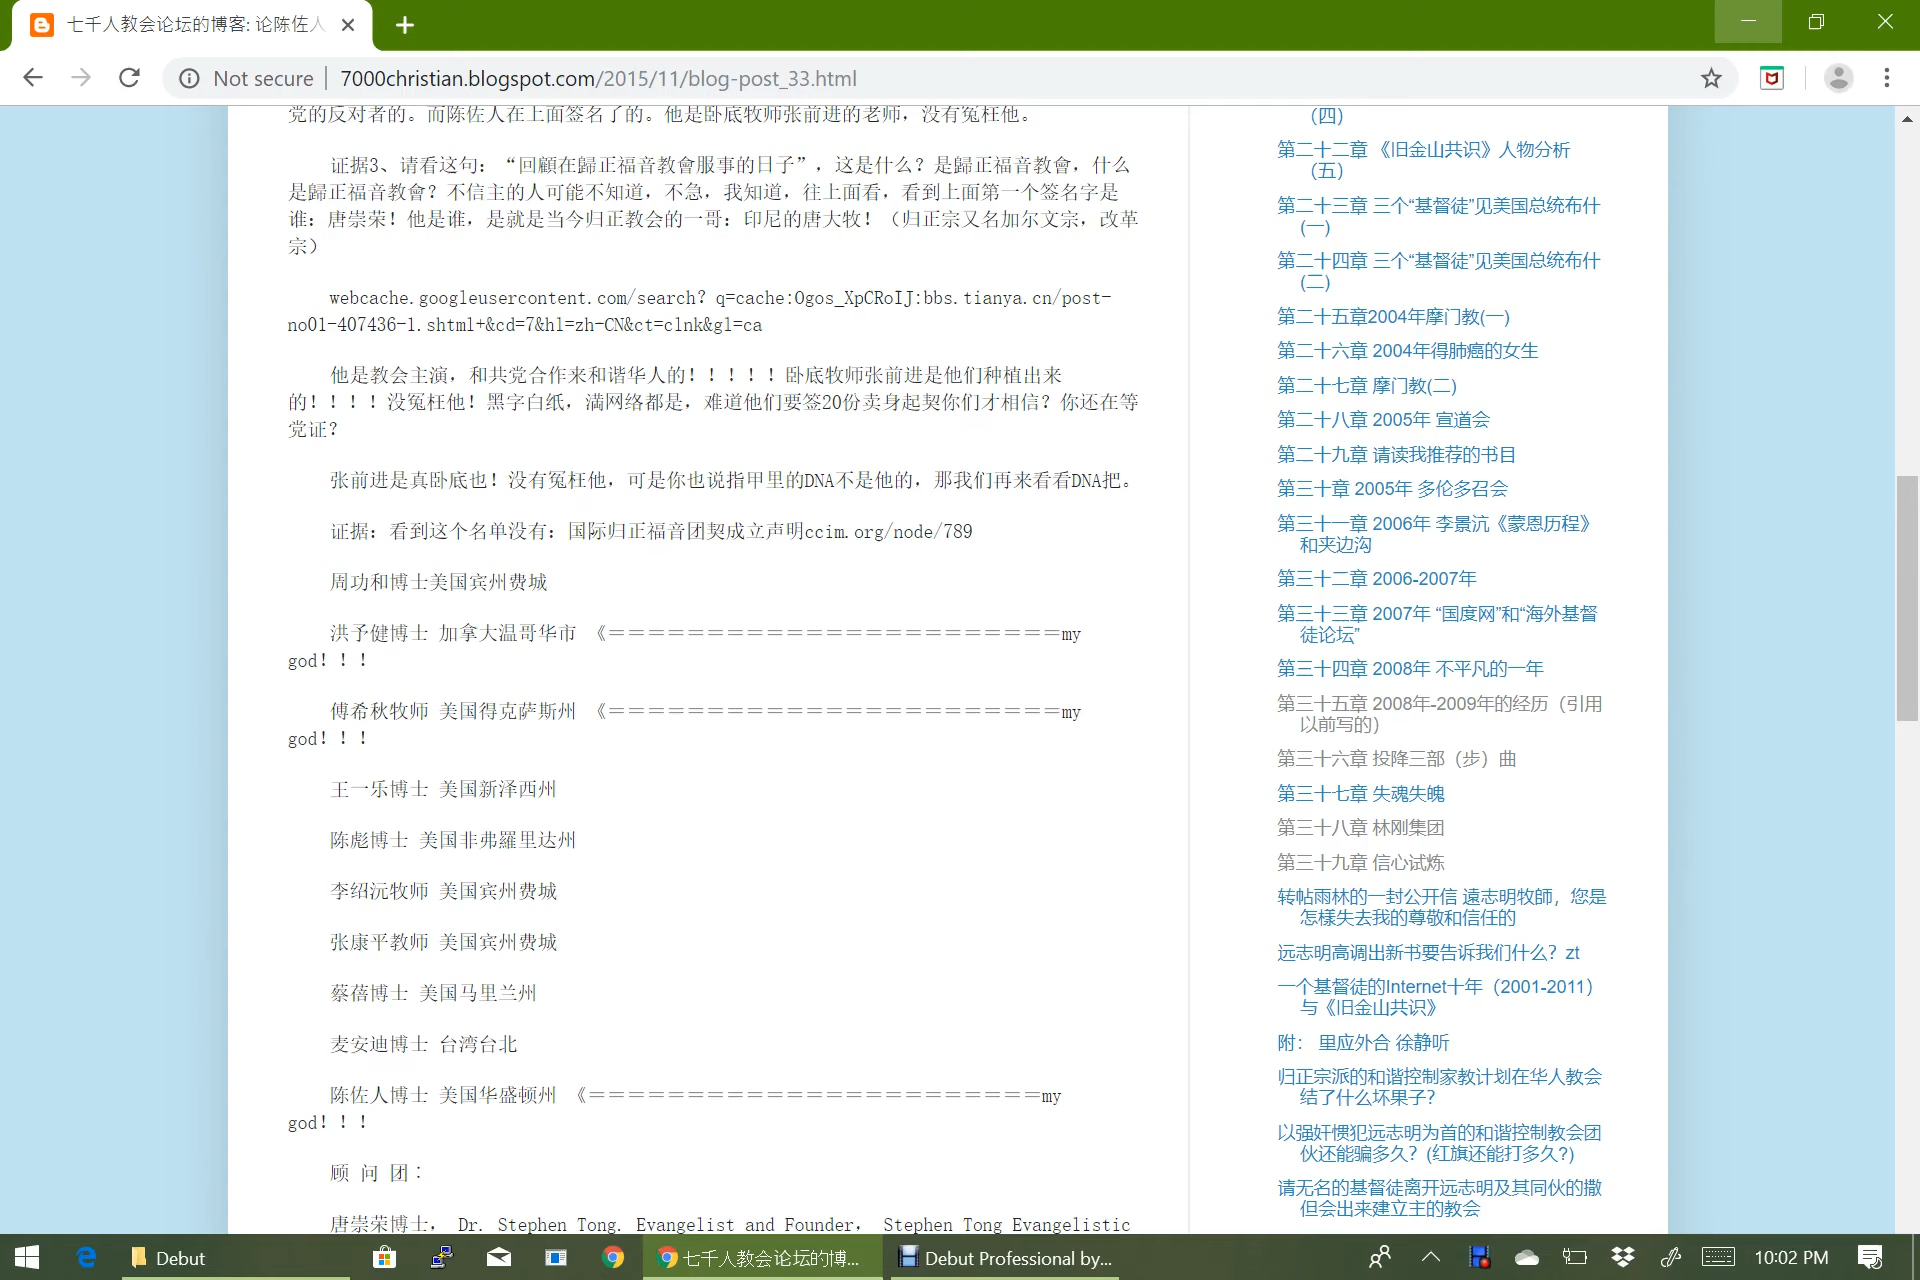 七千人教会论坛的博客: 论陈佐人
Not secure
7000christian.blogspot.com/2015/11/blog-post_33.html
党的反对者的。而陈佐人在上面签名了的。他是卧底牧师张前进的老师，没有冤枉他。
证据3、请看这句：“回顧在歸正福音教會服事的日子”，这是什么？是歸正福音教會，什么
是歸正福音教會？不信主的人可能不知道，不急，我知道，往上面看，看到上面第一个签名字是
谁：唐崇荣！他是谁，是就是当今归正教会的一哥：印尼的唐大牧！（归正宗又名加尔文宗，改革
宗）
webcache.googleusercontent.com/search？q=cache:Ogos_XpCRoIJ:bbs.tianya.cn/post-
no01-407436-1.shtml+&cd=7&hl=zh-CN&ct=clnk&gl=ca
他是教会主演，和共党合作来和谐华人的！！！！！卧底牧师张前进是他们种植出来
的！！！！没冤枉他！黑字白纸，满网络都是，难道他们要签20份卖身起契你们才相信？你还在等
党证？
张前进是真卧底也！没有冤枉他，可是你也说指甲里的DNA不是他的，那我们再来看看DNA把。
证据：看到这个名单没有：国际归正福音团契成立声明ccim.org/node/789
周功和博士美国宾州费城
洪予健博士 加拿大温哥华市 《＝＝＝＝＝＝＝＝＝＝＝＝＝＝＝＝＝＝＝＝＝＝＝my
god！！！
傅希秋牧师 美国得克萨斯州 《＝＝＝＝＝＝＝＝＝＝＝＝＝＝＝＝＝＝＝＝＝＝＝my
god！！！
王一乐博士 美国新泽西州
陈彪博士 美国非弗羅里达州
李绍沅牧师 美国宾州费城
张康平教师 美国宾州费城
蔡蓓博士 美国马里兰州
麦安迪博士 台湾台北
陈佐人博士 美国华盛顿州 《＝＝＝＝＝＝＝＝＝＝＝＝＝＝＝＝＝＝＝＝＝＝＝my
god！！！
顾 问 团：
唐崇荣博士， Dr. Stephen Tong. Evangelist and Founder， Stephen Tong Evangelistic
（四）
第二十二章 《旧金山共识》人物分析
（五）
第二十三章 三个“基督徒”见美国总统布什
(一)
第二十四章 三个“基督徒”见美国总统布什
(二)
第二十五章2004年摩门教(一)
第二十六章 2004年得肺癌的女生
第二十七章 摩门教(二)
第二十八章 2005年 宣道会
第二十九章 请读我推荐的书目
第三十章 2005年 多伦多召会
第三十一章 2006年 李景沆《蒙恩历程》
和夹边沟
第三十二章 2006-2007年
第三十三章 2007年 “国度网”和“海外基督
徒论坛”
第三十四章 2008年 不平凡的一年
第三十五章 2008年-2009年的经历（引用
以前写的）
第三十六章 投降三部（步）曲
第三十七章 失魂失魄
第三十八章 林刚集团
第三十九章 信心试炼
转帖雨林的一封公开信 遠志明牧師，您是
怎樣失去我的尊敬和信任的
远志明高调出新书要告诉我们什么？zt
一个基督徒的Internet十年（2001-2011）
与《旧金山共识》
附： 里应外合 徐静听
归正宗派的和谐控制家教计划在华人教会
结了什么坏果子？
以强奸惯犯远志明为首的和谐控制教会团
伙还能骗多久？(红旗还能打多久?)
请无名的基督徒离开远志明及其同伙的撒
但会出来建立主的教会
Debut
七千人教会论坛的博...
Debut Professional by...
10:02 PM